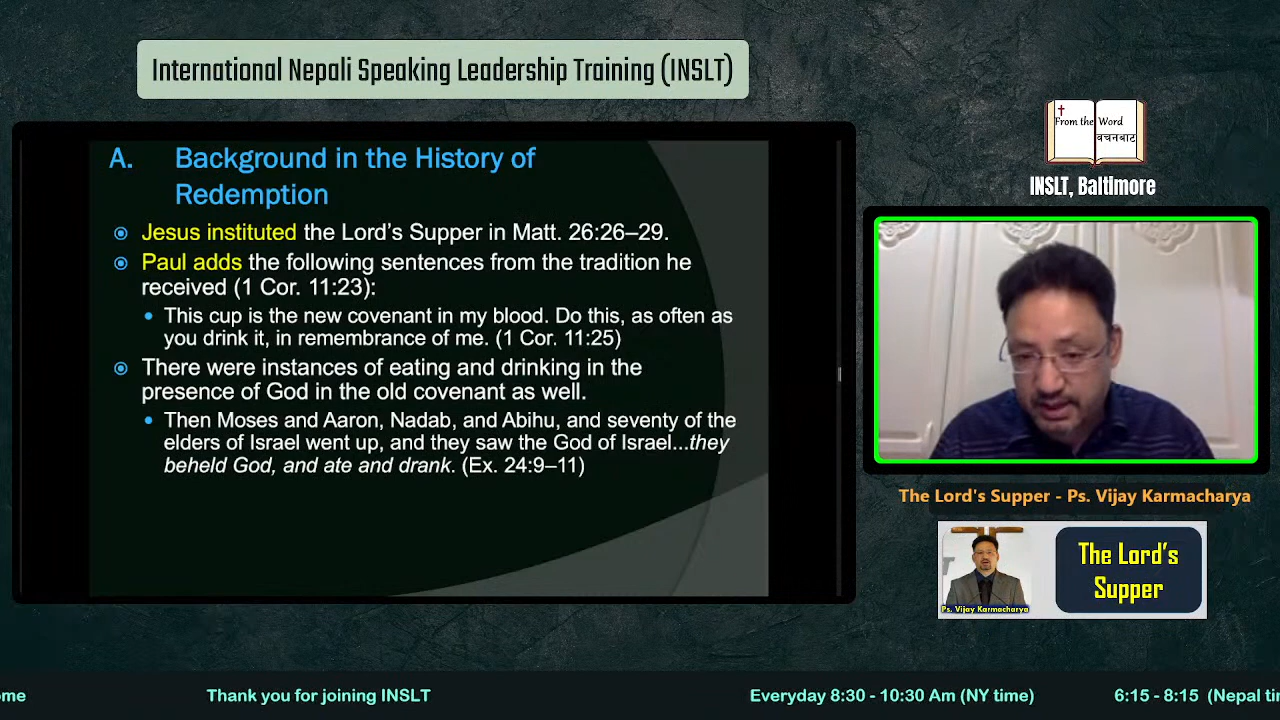 International Nepali Speaking Leadership Training (INSLT)
A. Background in the History of
Redemption
Jesus instituted the Lord's Supper in Matt. 26:26–29.
Paul adds the following sentences from the tradition he
received (1 Cor. 11:23):
This cup is the new covenant in my blood. Do this, as often as
you drink it, in remembrance of me. (1 Cor. 11:25)
There were instances of eating and drinking in the
presence of God in the old covenant as well.
Then Moses and Aaron, Nadab, and Abihu, and seventy of the
elders of Israel went up, and they saw the God of Israel...they
beheld God, and ate and drank. (Ex. 24:9–11)
From the Word
वचनबाट
INSLT, Baltimore
The Lord's Supper - Ps. Vijay Karmacharya
The Lord's
Supper
Ps. Vijay Karmacharya
ome Thank you for joining INSLT Everyday 8:30 - 10:30 Am (NY time) 6:15 - 8:15 (Nepal ti